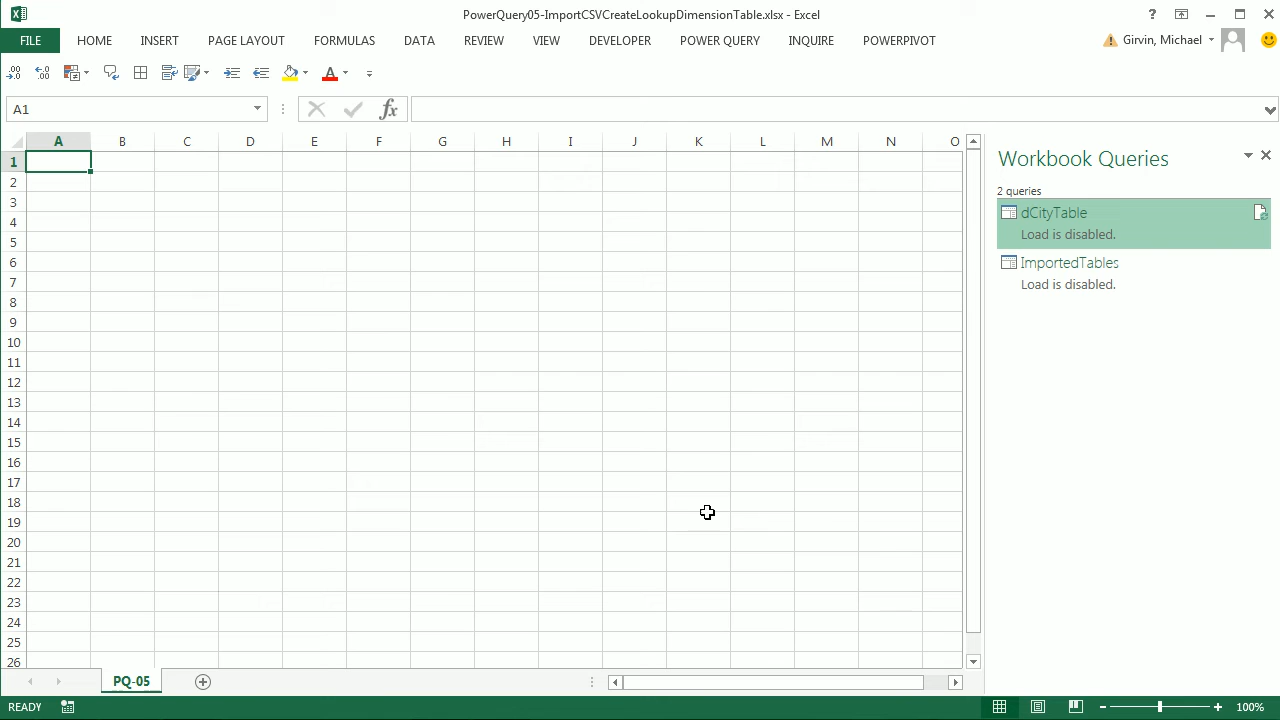 PowerQuery05-ImportCSVCreateLookupDimensionTable.xlsx - Excel
?
FILE HOME INSERT PAGE LAYOUT FORMULAS DATA REVIEW VIEW DEVELOPER POWER QUERY INQUIRE POWERPIVOT Girvin, Michael
A1 fx
A B C D E F G H I J K L M N O
Workbook Queries
2 queries
dCityTable
Load is disabled.
ImportedTables
Load is disabled.
1
2
3
4
5
6
7
8
9
10
11
12
13
14
15
16
17
18
19
20
21
22
23
24
25
26
PQ-05
READY 100%